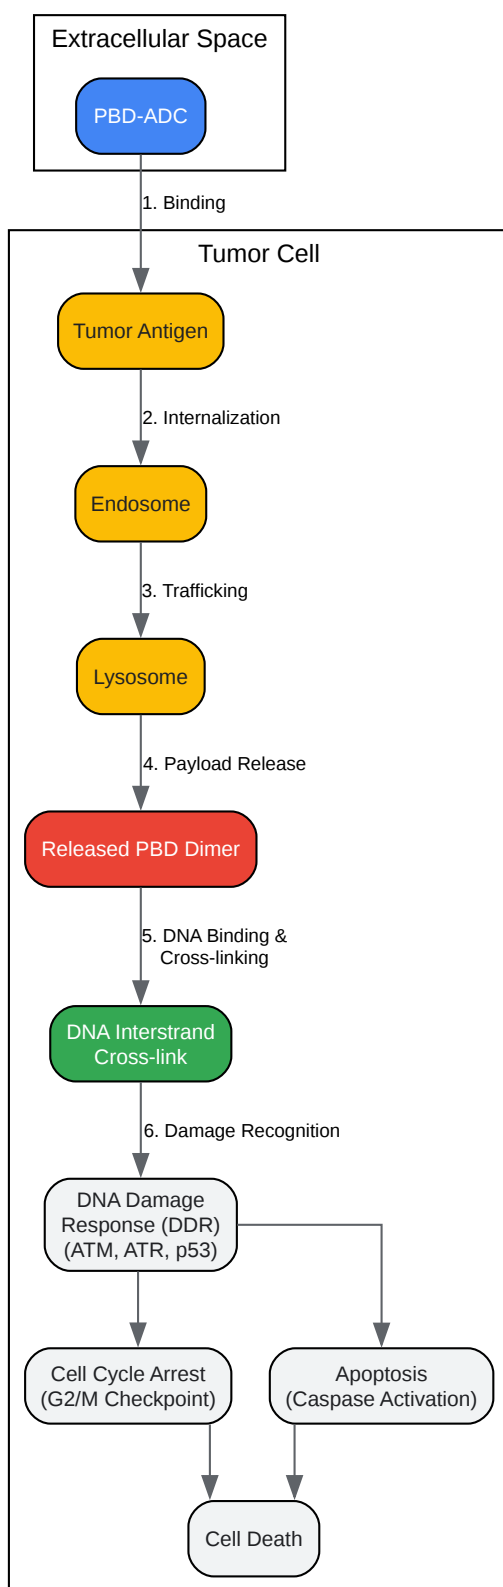 Extracellular Space
PBD-ADC
1. Binding
Tumor Cell
Tumor Antigen
2. Internalization
Endosome
3. Trafficking
Lysosome
4. Payload Release
Released PBD Dimer
5. DNA Binding &
Cross-linking
DNA Interstrand
Cross-link
6. Damage Recognition
DNA Damage
Response (DDR)
(ATM, ATR, p53)
Cell Cycle Arrest
(G2/M Checkpoint)
Apoptosis
(Caspase Activation)
Cell Death